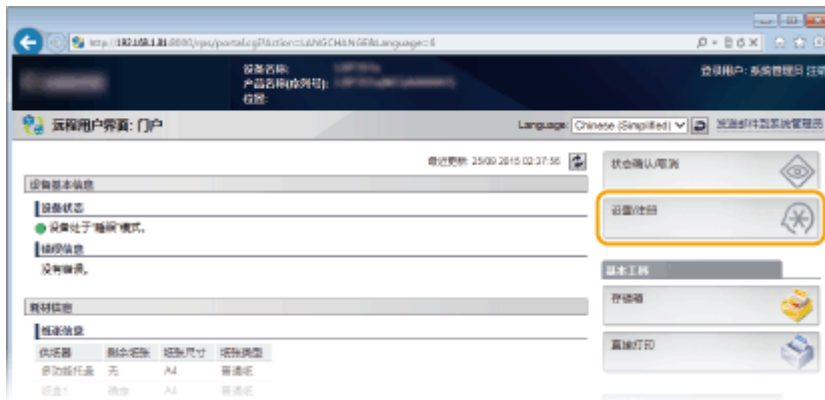 http://192.168.1.81:8000/rps/portal.cgi?Action=LANGCHANGE&Language=6
设备名称:
产品名称(序列号):
位置:
登录用户: 系统管理员 注销
远程用户界面: 门户
Language: Chinese (Simplified)
发送邮件到系统管理员
最近更新: 25/09 2015 02:37:56
状态确认/取消
设备基本信息
设备状态
设置/注册
设备处于"睡眠"模式。
错误信息
没有错误。
基本工具
存储箱
耗材信息
纸张信息
直接打印
供纸器 剩余纸张 纸张尺寸 纸张类型
多功能托盘 无 A4 普通纸
纸盒1 A4 普通纸